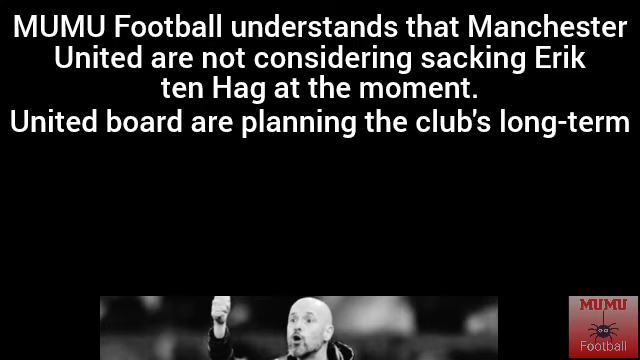 MUMU Football understands that Manchester
United are not considering sacking Erik
ten Hag at the moment.
United board are planning the club's long-term
MUMU
Football